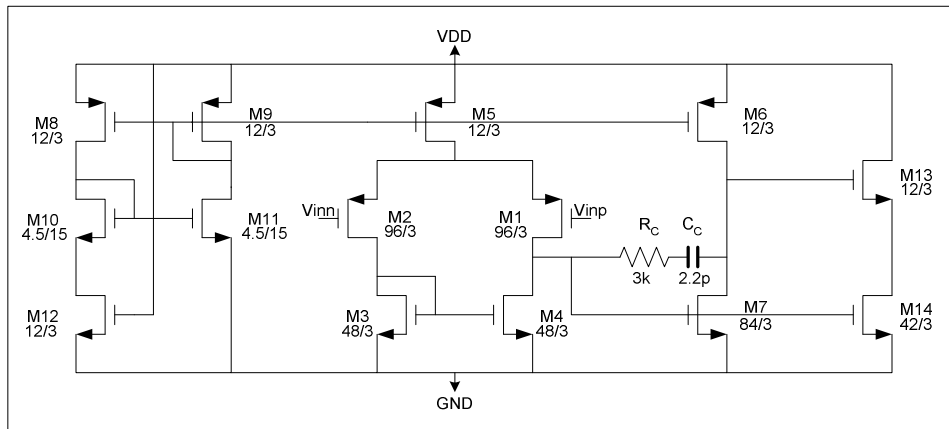 VDD
M8
12/3
M9
12/3
M5
12/3
M6
12/3
M13
12/3
M10
4.5/15
M11
4.5/15
Vinn
M2
96/3
M1
96/3
Vinp
RC
3k
CC
2.2p
M12
12/3
M3
48/3
M4
48/3
M7
84/3
M14
42/3
GND